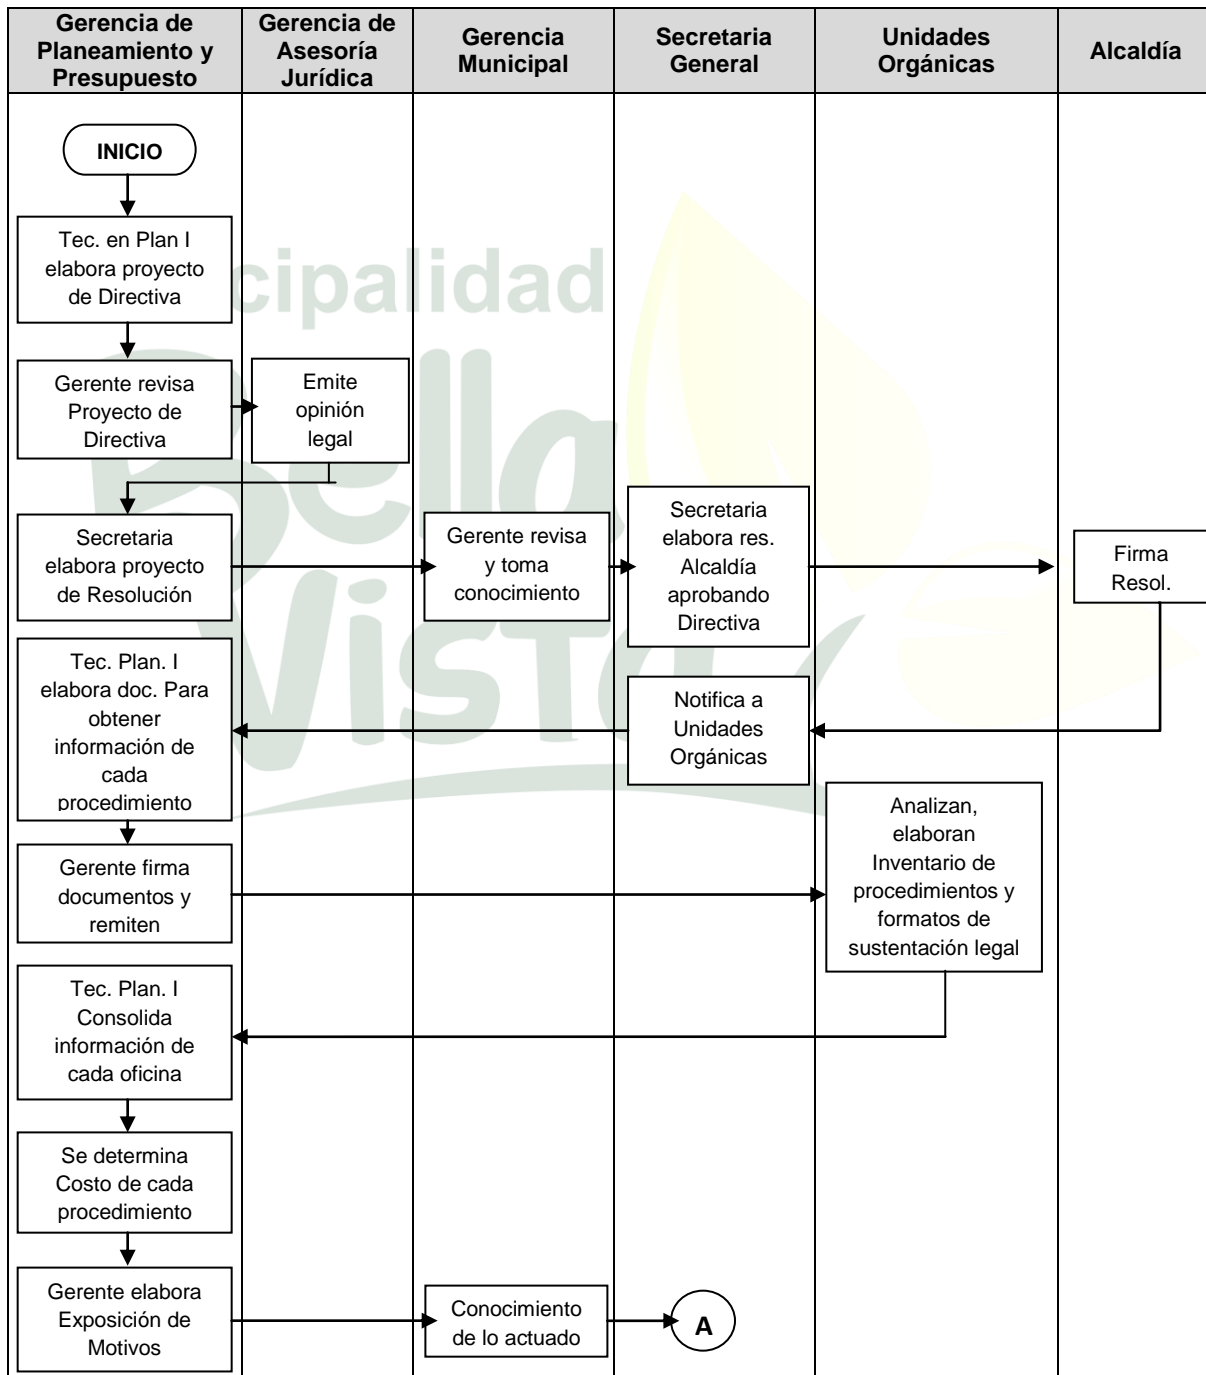 Gerencia de
Planeamiento y
Presupuesto
Gerencia de
Asesoría
Jurídica
Gerencia
Municipal
Secretaria
General
Unidades
Orgánicas
Alcaldía
INICIO
Tec. en Plan I
elabora proyecto
de Directiva
cipalidad
Gerente revisa
Proyecto de
Directiva
Emite
opinión
legal
Bella
Vista
Secretaria
elabora proyecto
de Resolución
Gerente revisa
y toma
conocimiento
Secretaria
elabora res.
Alcaldía
aprobando
Directiva
Firma
Resol.
Tec. Plan. I
elabora doc. Para
obtener
información de
cada
procedimiento
Notifica a
Unidades
Orgánicas
Gerente firma
documentos y
remiten
Analizan,
elaboran
Inventario de
procedimientos y
formatos de
sustentación legal
Tec. Plan. I
Consolida
información de
cada oficina
Se determina
Costo de cada
procedimiento
Gerente elabora
Exposición de
Motivos
Conocimiento
de lo actuado
A